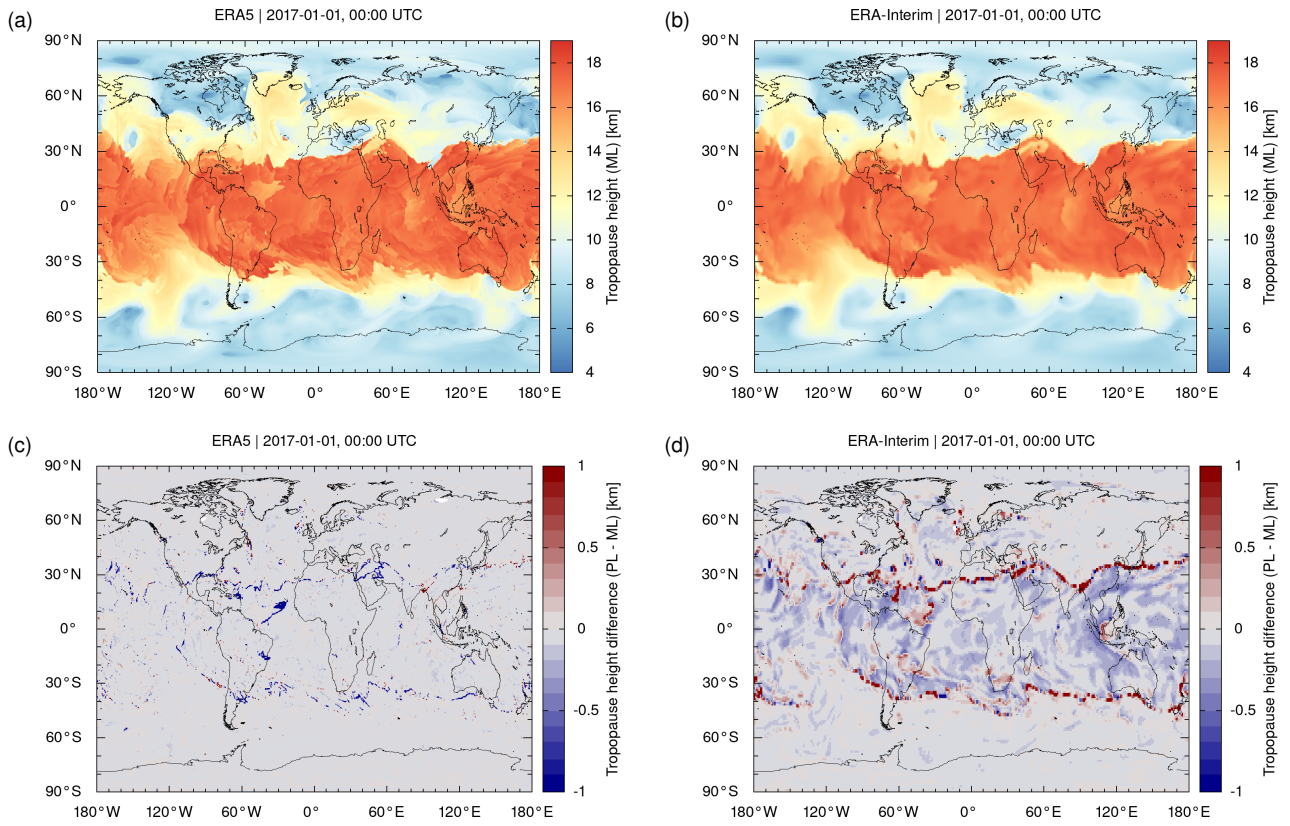 (a)
ERA5 | 2017-01-01, 00:00 UTC
90°N
60°N
30°N
0°
30°S
60°S
90°S
180°W 120°W 60°W 0° 60°E 120°E 180°E
18
16
14
12
10
8
6
4
Tropopause height (ML) [km]
(b)
ERA-Interim | 2017-01-01, 00:00 UTC
90°N
60°N
30°N
0°
30°S
60°S
90°S
180°W 120°W 60°W 0° 60°E 120°E 180°E
18
16
14
12
10
8
6
4
Tropopause height (ML) [km]
(c)
ERA5 | 2017-01-01, 00:00 UTC
90°N
60°N
30°N
0°
30°S
60°S
90°S
180°W 120°W 60°W 0° 60°E 120°E 180°E
1
0.5
0
-0.5
-1
Tropopause height difference (PL - ML) [km]
(d)
ERA-Interim | 2017-01-01, 00:00 UTC
90°N
60°N
30°N
0°
30°S
60°S
90°S
180°W 120°W 60°W 0° 60°E 120°E 180°E
1
0.5
0
-0.5
-1
Tropopause height difference (PL - ML) [km]